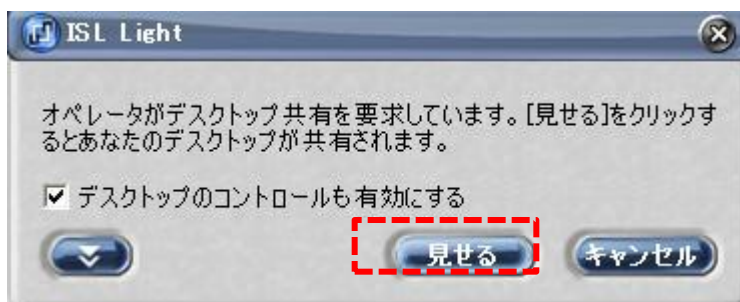 ISL Light
オペレータがデスクトップ共有を要求しています。[見せる]をクリックす
るとあなたのデスクトップが共有されます。
デスクトップのコントロールも有効にする
見せる
キャンセル